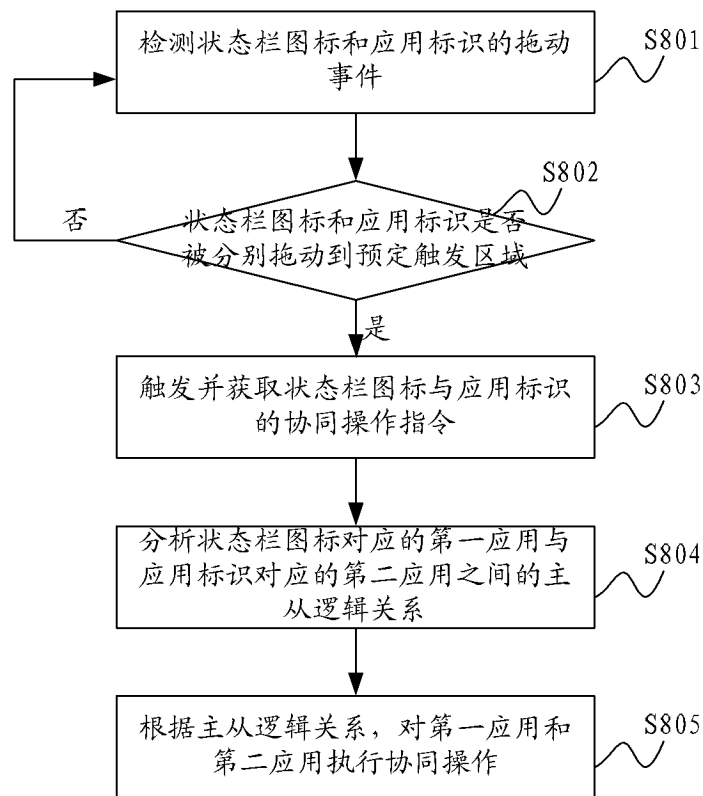 检测状态栏图标和应用标识的拖动
事件
S801
S802
状态栏图标和应用标识是否
被分别拖动到预定触发区域
否
是
触发并获取状态栏图标与应用标识
的协同操作指令
S803
分析状态栏图标对应的第一应用与
应用标识对应的第二应用之间的主
从逻辑关系
S804
根据主从逻辑关系，对第一应用和
第二应用执行协同操作
S805